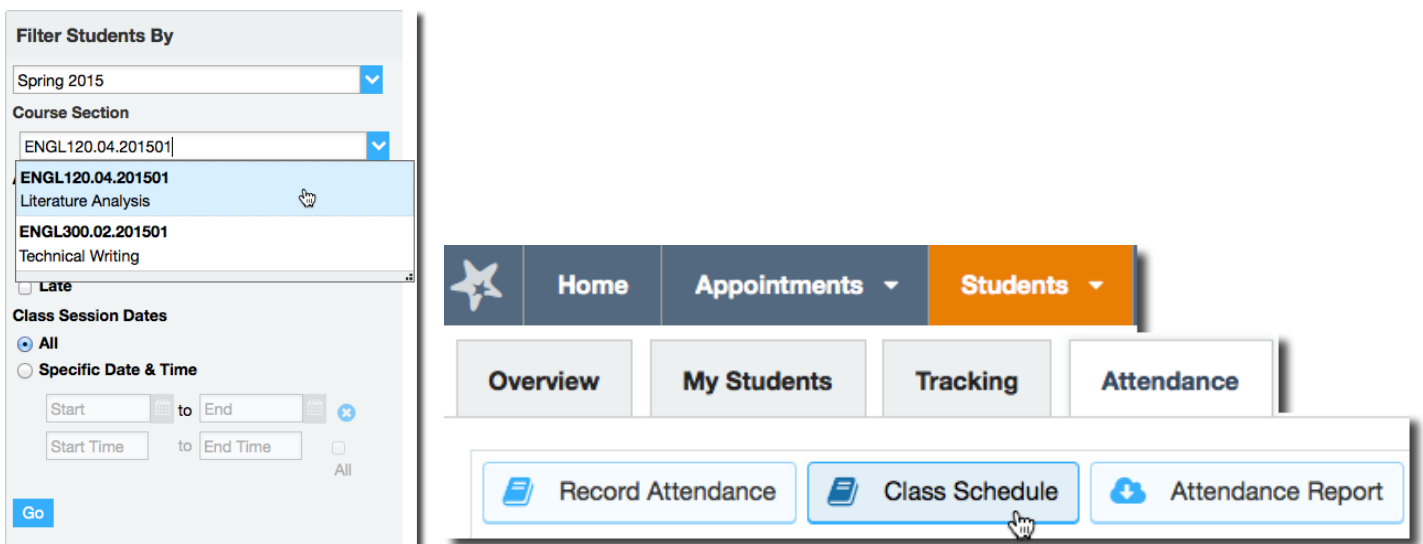 Filter Students By
Spring 2015
Course Section
ENGL120.04.201501
ENGL120.04.201501
Literature Analysis
ENGL300.02.201501
Technical Writing
Late
Class Session Dates
All
Specific Date & Time
Start to End
Start Time to End Time
All
Go
Home Appointments Students
Overview My Students Tracking Attendance
Record Attendance Class Schedule Attendance Report